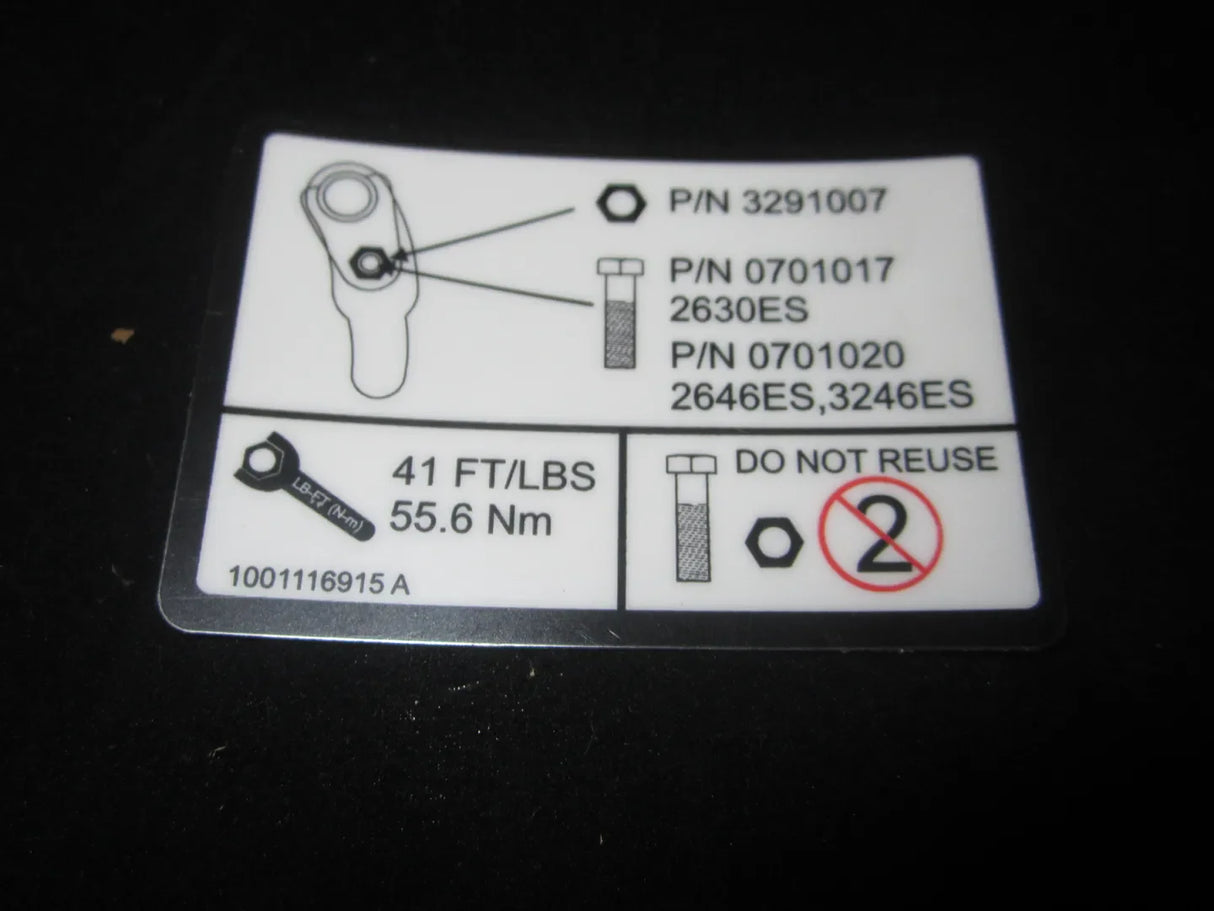 P/N 3291007
P/N 0701017
2630ES
P/N 0701020
2646ES,3246ES
LB-FT (N-m)
41 FT/LBS
55.6 Nm
1001116915 A
DO NOT REUSE
2